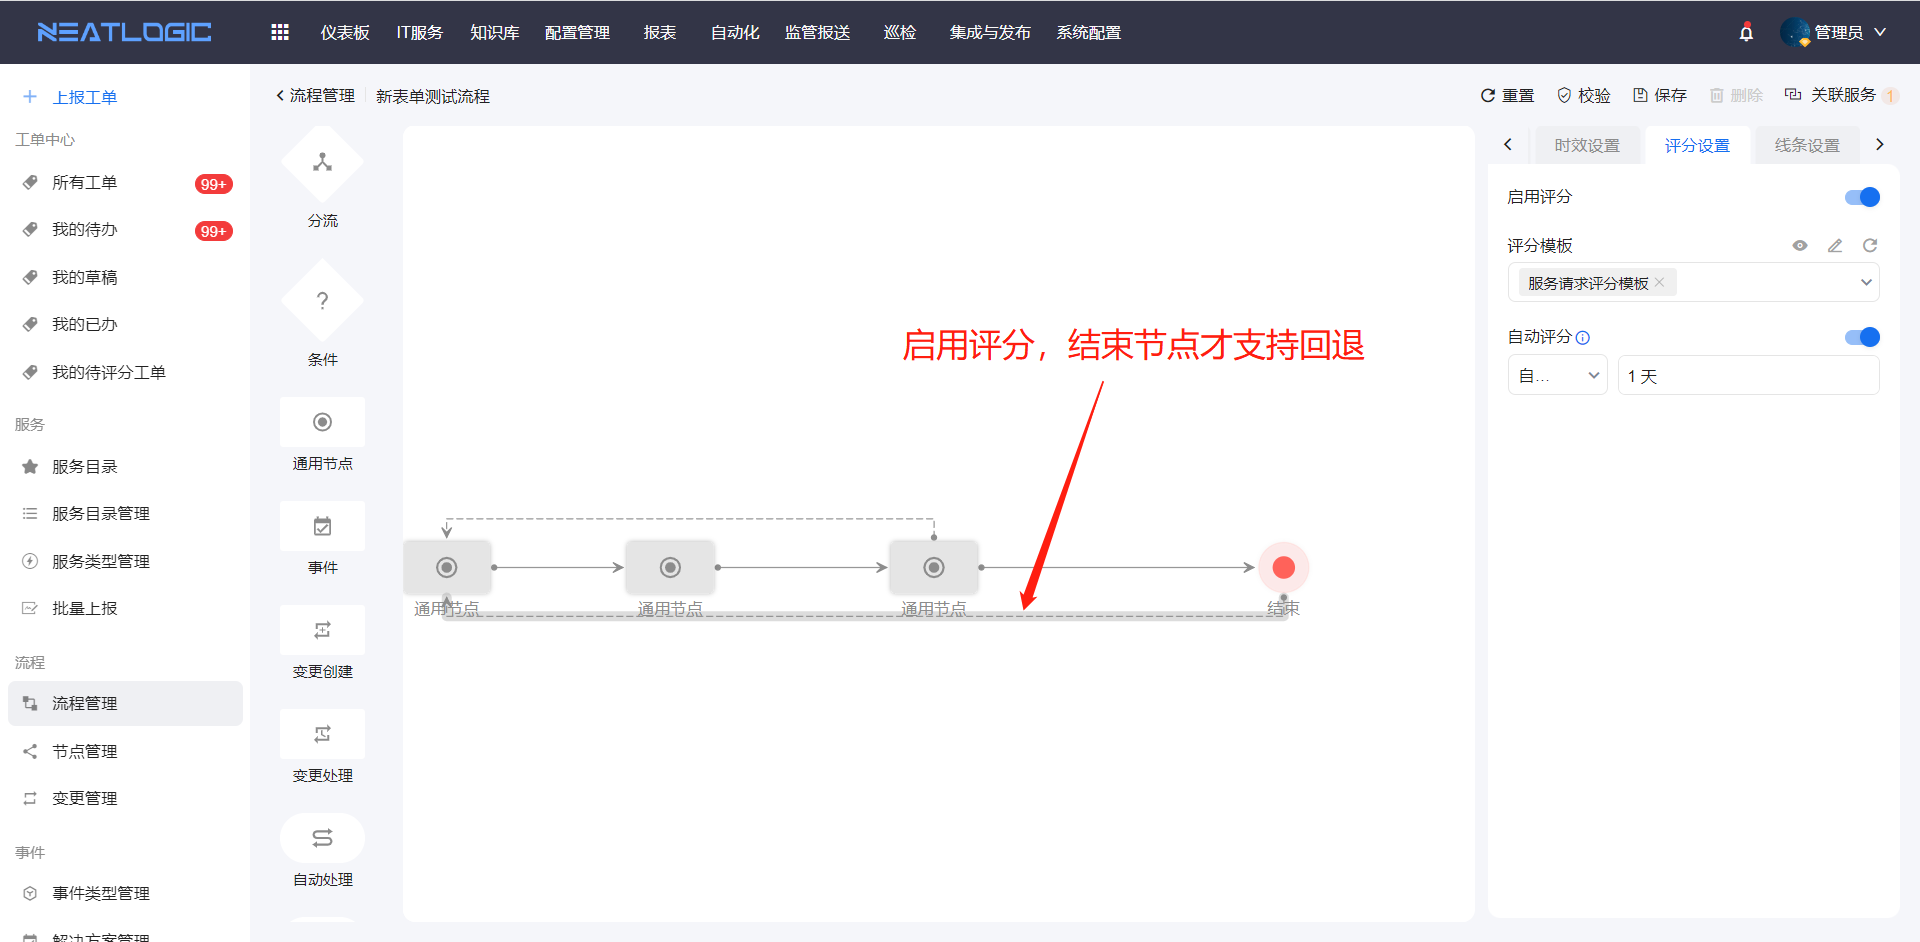 NEATLOGIC
仪表板 IT服务 知识库 配置管理 报表 自动化 监管报送 巡检 集成与发布 系统配置
管理员
上报工单
工单中心
所有工单 99+
我的待办 99+
我的草稿
我的已办
我的待评分工单
服务
服务目录
服务目录管理
服务类型管理
批量上报
流程
流程管理
节点管理
变更管理
事件
事件类型管理
解决方案管理
流程管理 新表单测试流程
重置 校验 保存 删除 关联服务 1
分流
条件
通用节点
事件
变更创建
变更处理
自动处理
启用评分，结束节点才支持回退
通用节点 通用节点 通用节点 结束
时效设置 评分设置 线条设置
启用评分
评分模板
服务请求评分模板
自动评分
自... 1 天